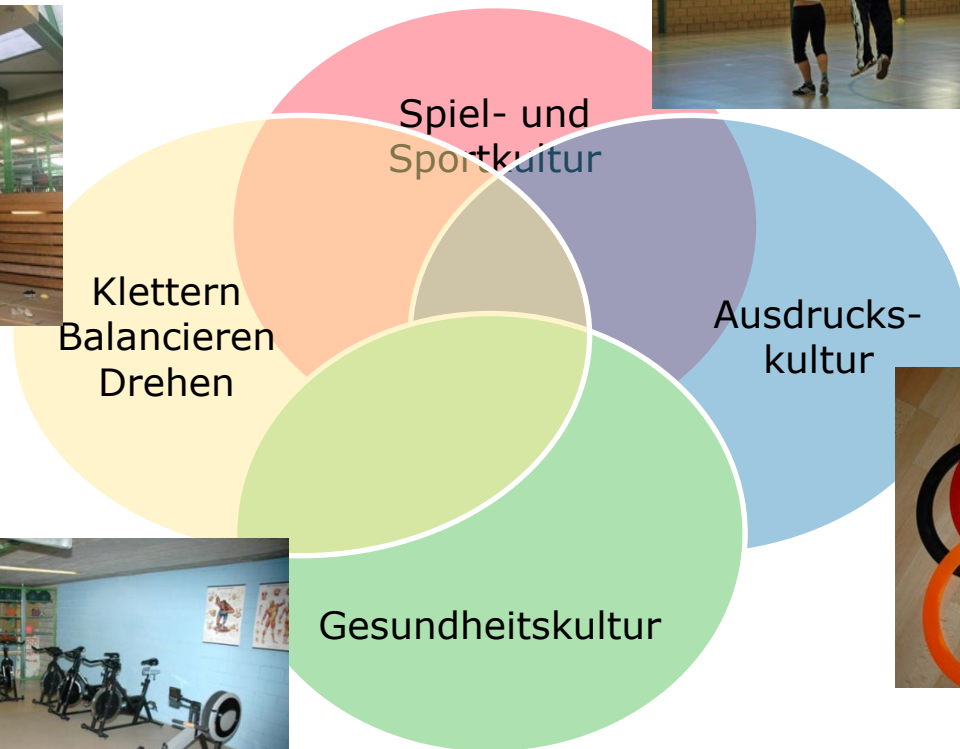 Spiel- und
Sportkultur
Klettern
Balancieren
Drehen
Ausdrucks-
kultur
Gesundheitskultur